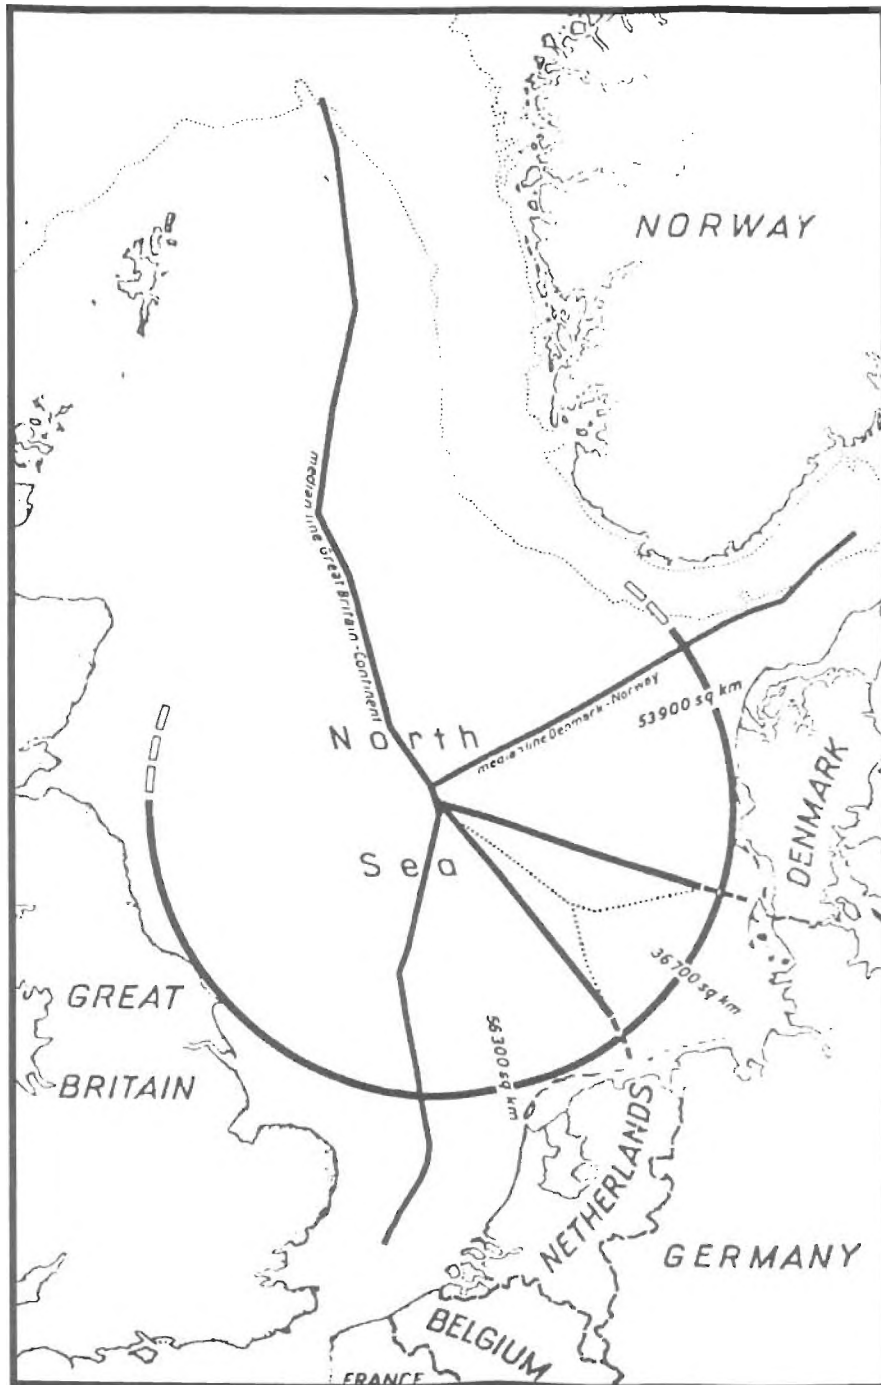 NORWAY
median line Great Britain - Continent
53900 sq km
median line Denmark - Norway
North
Sea
DENMARK
36700 sq km
56300 sq km
GREAT
BRITAIN
NETHERLANDS
GERMANY
BELGIUM
FRANCE